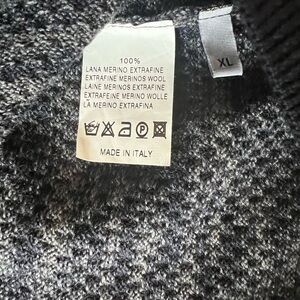 100%
LANA MERINO EXTRAFINE
EXTRAFINE MERINO WOOL
LAINE MERINOS EXTRAFINE
EXTRAFEINE MERINO WOLLE
LA MERINO EXTRAFINA
P
MADE IN ITALY
XL